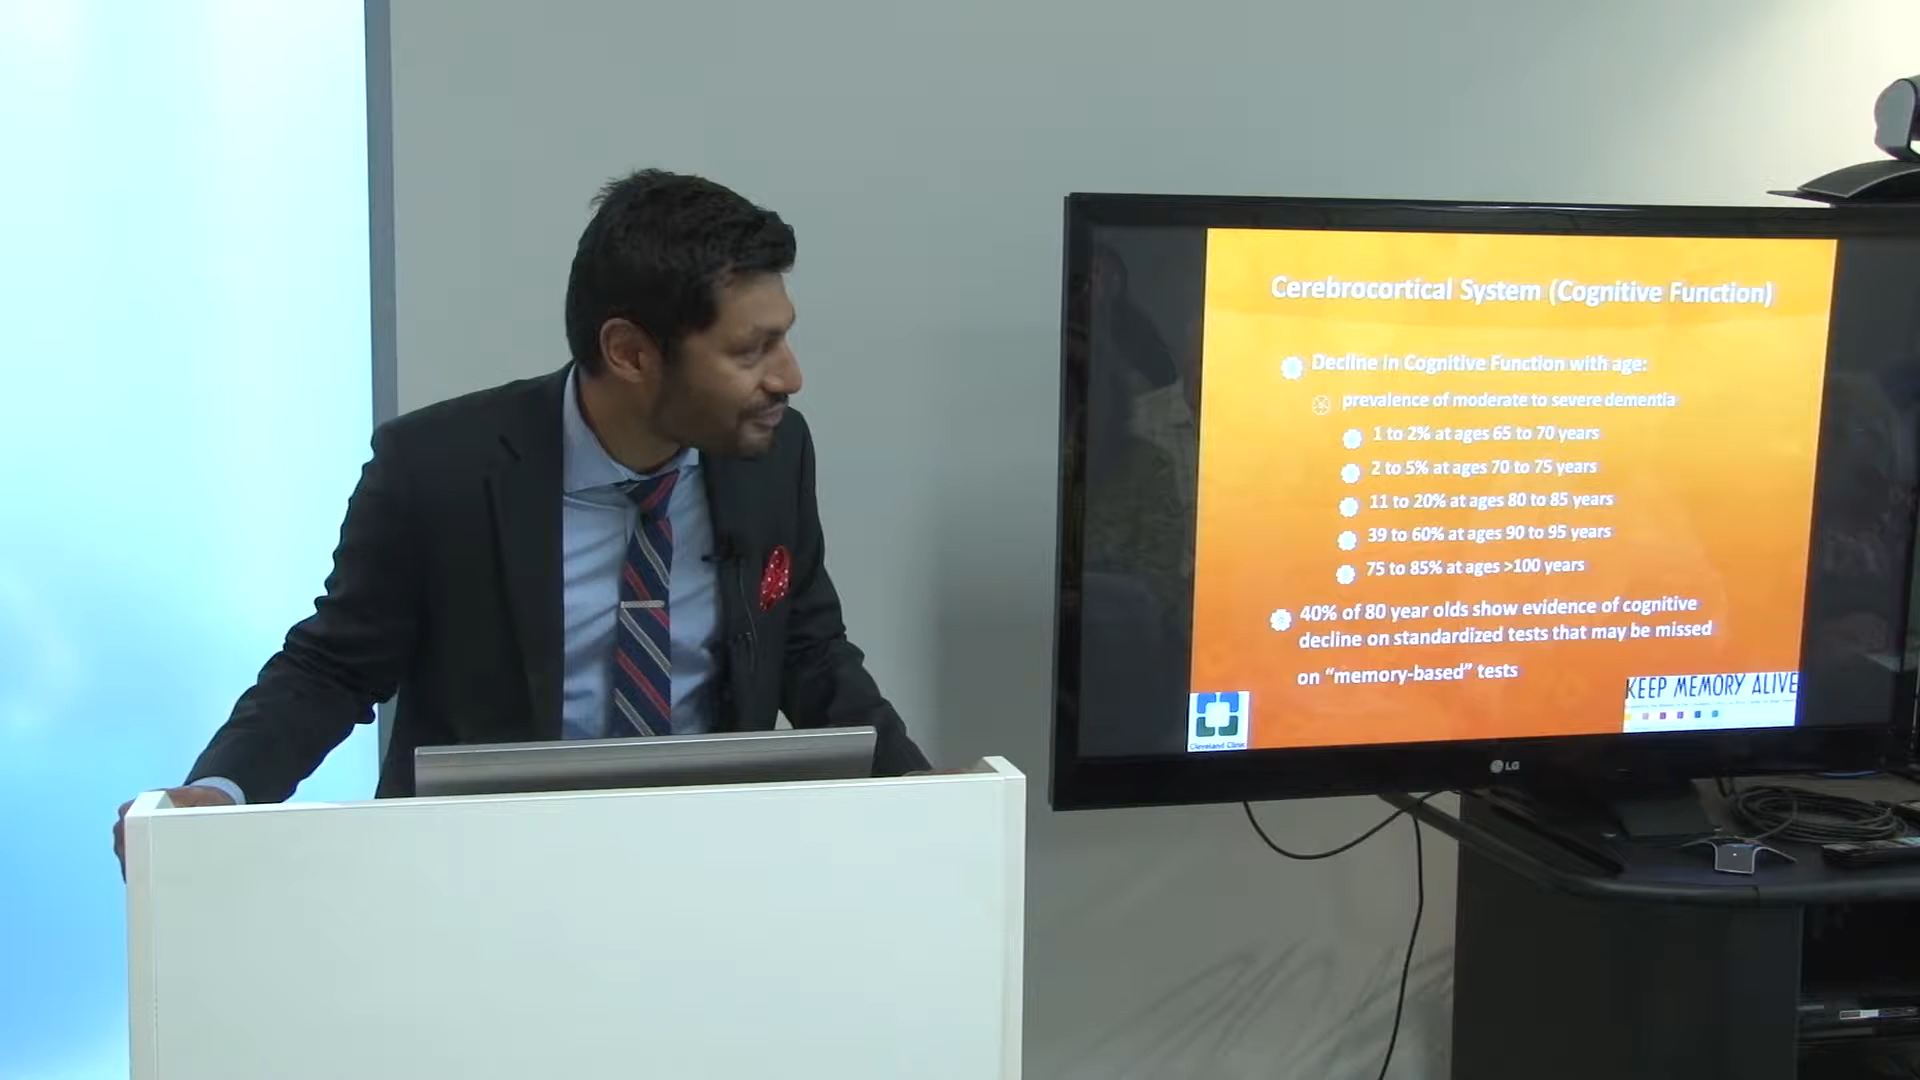 Cerebrocortical System (Cognitive Function)
Decline in Cognitive Function with age:
prevalence of moderate to severe dementia
1 to 2% at ages 65 to 70 years
2 to 5% at ages 70 to 75 years
11 to 20% at ages 80 to 85 years
39 to 60% at ages 90 to 95 years
75 to 85% at ages >100 years
40% of 80 year olds show evidence of cognitive
decline on standardized tests that may be missed
on “memory-based” tests
Cleveland Clinic
KEEP MEMORY ALIVE
LG